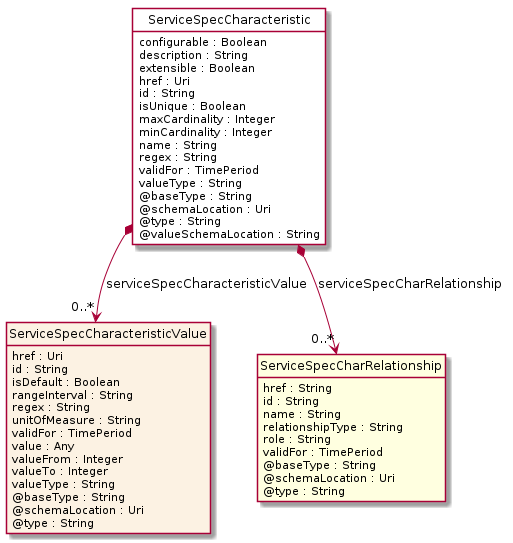 ServiceSpecCharacteristic
configurable : Boolean
description : String
extensible : Boolean
href : Uri
id : String
isUnique : Boolean
maxCardinality : Integer
minCardinality : Integer
name : String
regex : String
validFor : TimePeriod
valueType : String
@baseType : String
@schemaLocation : Uri
@type : String
@valueSchemaLocation : String
serviceSpecCharacteristicValue
serviceSpecCharRelationship
0..*
0..*
ServiceSpecCharacteristicValue
href : Uri
id : String
isDefault : Boolean
rangeInterval : String
regex : String
unitOfMeasure : String
validFor : TimePeriod
value : Any
valueFrom : Integer
valueTo : Integer
valueType : String
@baseType : String
@schemaLocation : Uri
@type : String
ServiceSpecCharRelationship
href : String
id : String
name : String
relationshipType : String
role : String
validFor : TimePeriod
@baseType : String
@schemaLocation : Uri
@type : String